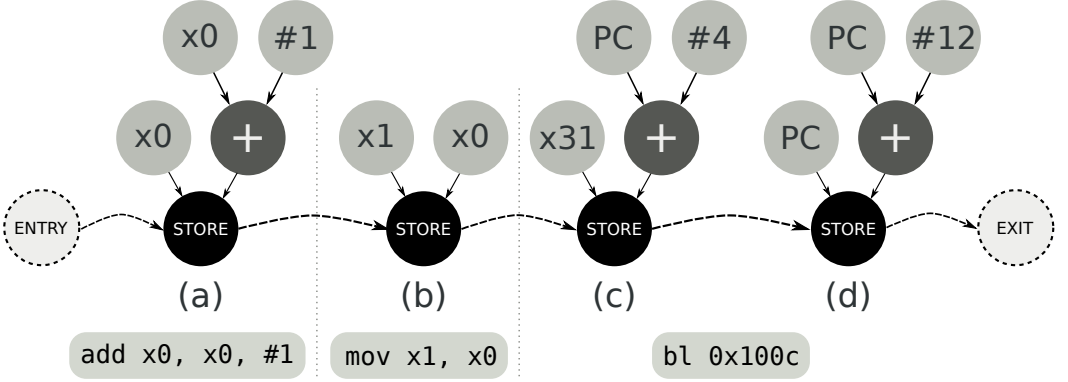 x0 #1 PC #4 PC #12
x0 + x1 x0 x31 + PC +
ENTRY STORE STORE STORE STORE EXIT
(a) (b) (c) (d)
add x0, x0, #1 mov x1, x0 bl 0x100c